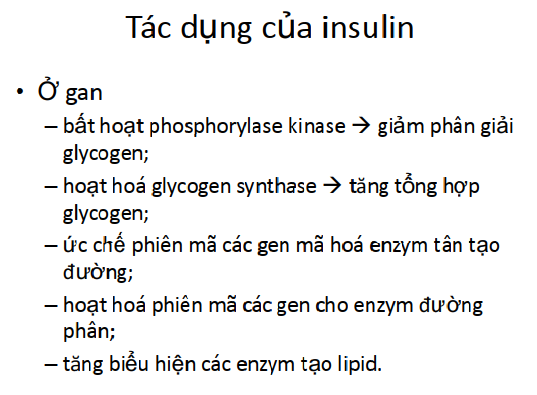 Tác dụng của insulin
• Ở gan
– bất hoạt phosphorylase kinase → giảm phân giải
glycogen;
– hoạt hoá glycogen synthase → tăng tổng hợp
glycogen;
– ức chế phiên mã các gen mã hoá enzym tân tạo
đường;
– hoạt hoá phiên mã các gen cho enzym đường
phân;
– tăng biểu hiện các enzym tạo lipid.